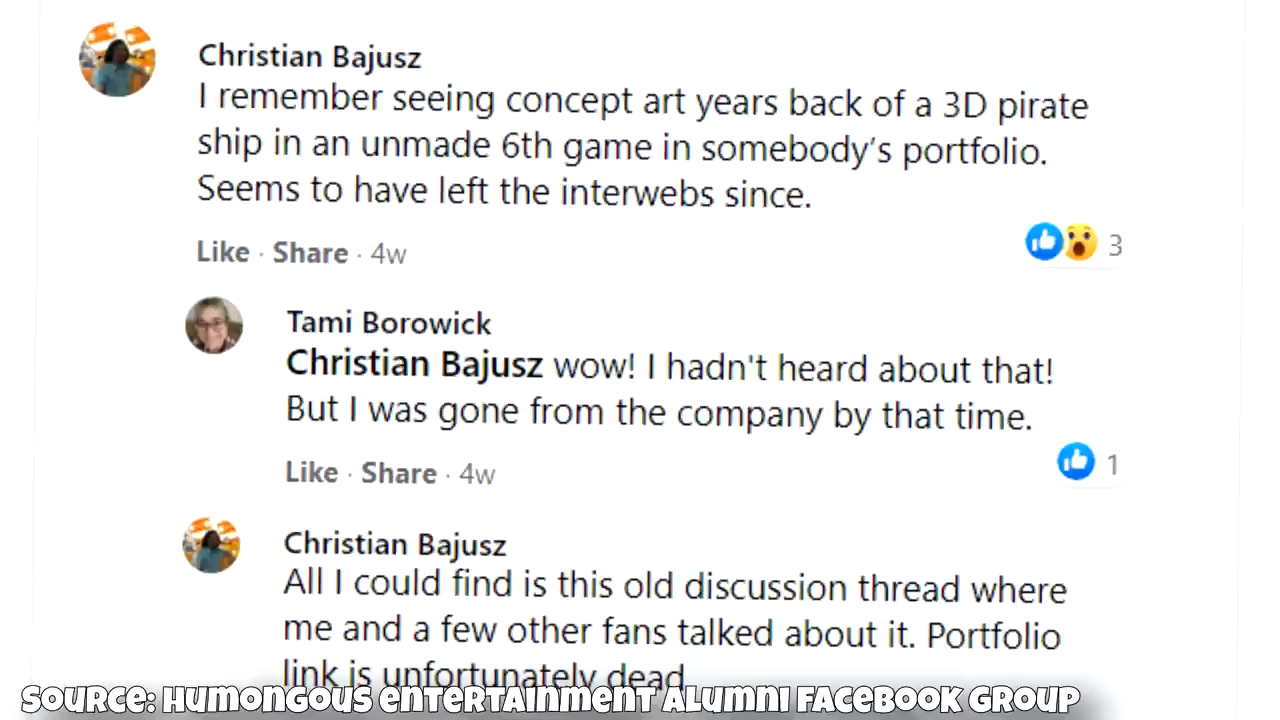 Christian Bajusz
I remember seeing concept art years back of a 3D pirate
ship in an unmade 6th game in somebody's portfolio.
Seems to have left the interwebs since.
Like · Share · 4w
3
Tami Borowick
Christian Bajusz wow! I hadn't heard about that!
But I was gone from the company by that time.
Like · Share · 4w
1
Christian Bajusz
All I could find is this old discussion thread where
me and a few other fans talked about it. Portfolio
link is unfortunately dead
Source: Humongous Entertainment Alumni Facebook Group